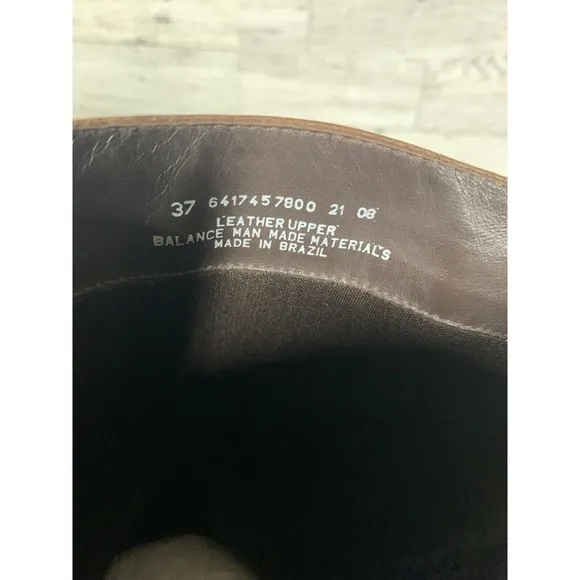 37 6417457800 21 08
LEATHER UPPER
BALANCE MAN MADE MATERIALS
MADE IN BRAZIL